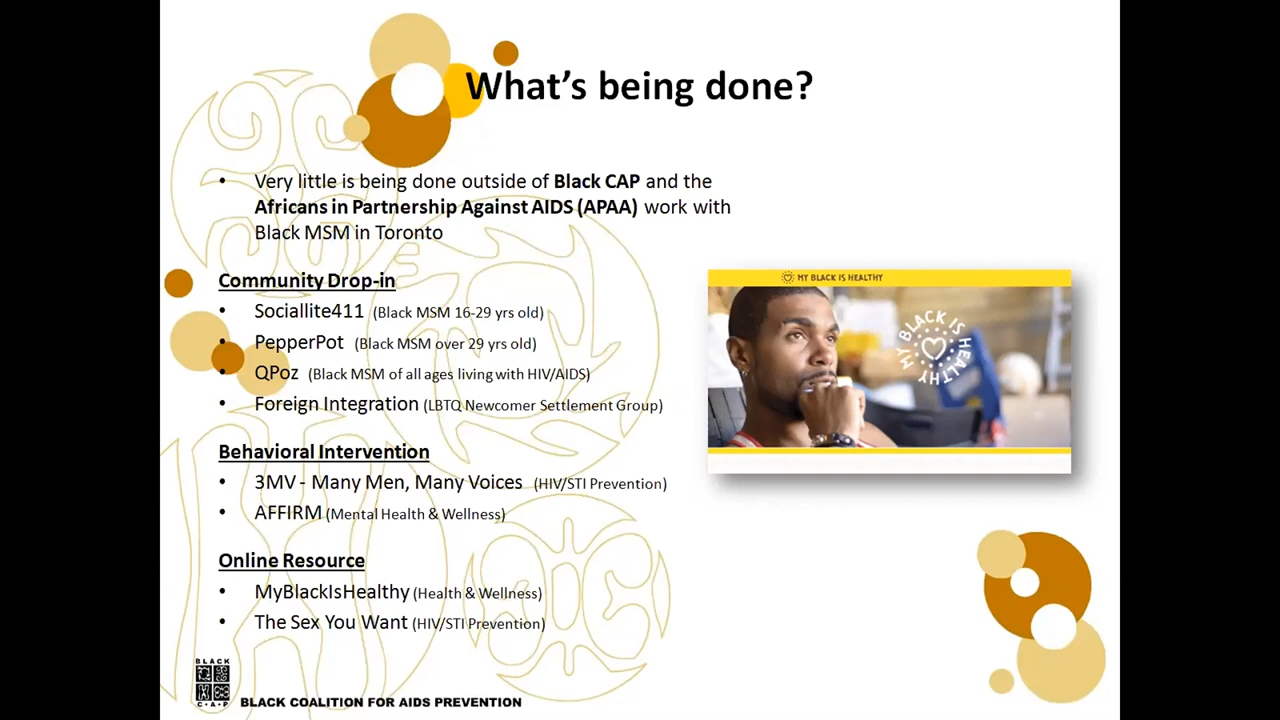 What's being done?
• Very little is being done outside of Black CAP and the
Africans in Partnership Against AIDS (APAA) work with
Black MSM in Toronto
Community Drop-in
• Sociallite411 (Black MSM 16-29 yrs old)
• PepperPot (Black MSM over 29 yrs old)
• QPoz (Black MSM of all ages living with HIV/AIDS)
• Foreign Integration (LBTQ Newcomer Settlement Group)
Behavioral Intervention
• 3MV - Many Men, Many Voices (HIV/STI Prevention)
• AFFIRM (Mental Health & Wellness)
Online Resource
• MyBlackIsHealthy (Health & Wellness)
• The Sex You Want (HIV/STI Prevention)
MY BLACK IS HEALTHY
MY BLACK IS HEALTHY
BLACK
C•A•P
BLACK COALITION FOR AIDS PREVENTION